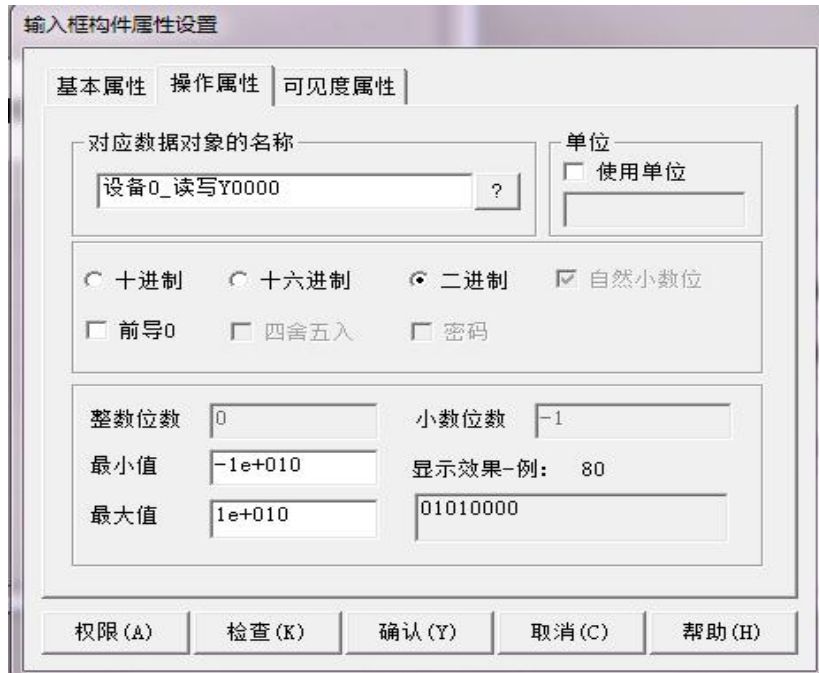 输入框构件属性设置
基本属性 操作属性 可见度属性
对应数据对象的名称 单位
使用单位
设备0_读写Y0000 ?
十进制 十六进制 二进制 自然小数位
前导0 四舍五入 密码
整数位数 0 小数位数 -1
最小值 -1e+010 显示效果-例: 80
最大值 1e+010 01010000
权限(A) 检查(K) 确认(Y) 取消(C) 帮助(H)